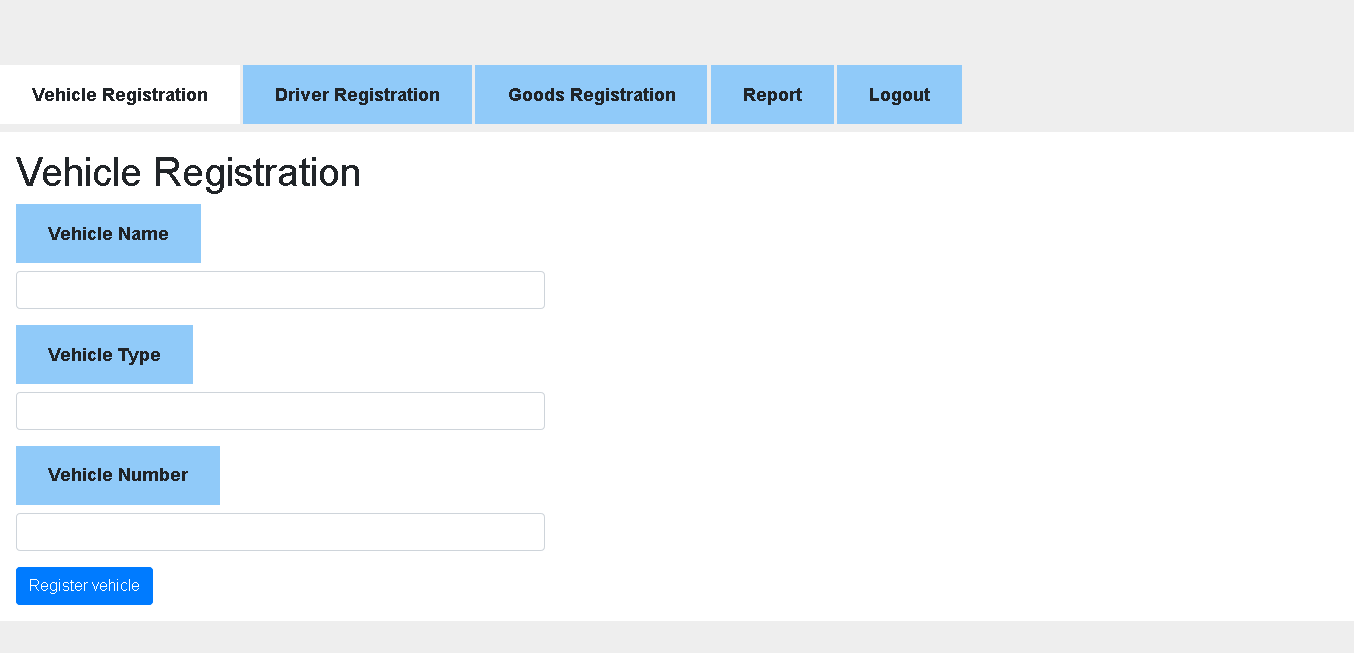 Vehicle Registration Driver Registration Goods Registration Report Logout
Vehicle Registration
Vehicle Name
Vehicle Type
Vehicle Number
Register vehicle